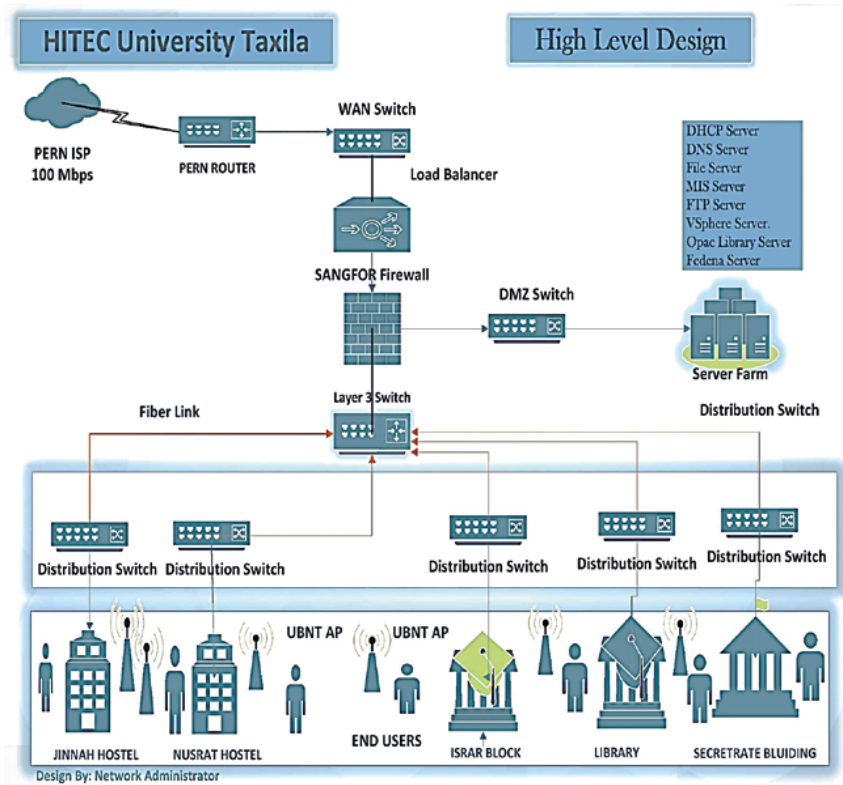 HITEC University Taxila
High Level Design
WAN Switch
PERN ISP
100 Mbps
PERN ROUTER
Load Balancer
DHCP Server
DNS Server
File Server
MIS Server
FTP Server
VSphere Server.
Opac Library Server
Fedena Server
SANGFOR Firewall
DMZ Switch
Server Farm
Layer 3 Switch
Fiber Link
Distribution Switch
Distribution Switch
Distribution Switch
Distribution Switch
Distribution Switch
Distribution Switch
UBNT AP
UBNT AP
END USERS
JINNAH HOSTEL
NUSRAT HOSTEL
ISRAR BLOCK
LIBRARY
SECRETRATE BLUIDING
Design By: Network Administrator